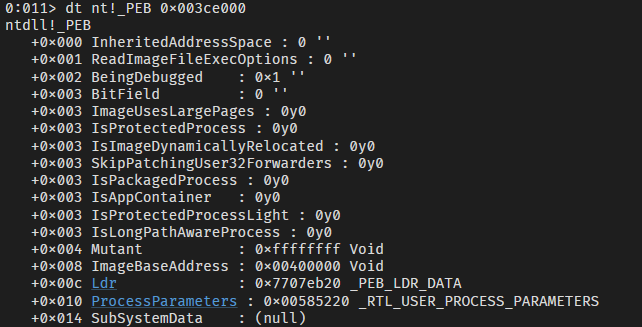 0:011> dt nt!_PEB 0×003ce000
ntdll!_PEB
+0×000 InheritedAddressSpace : 0 ''
+0×001 ReadImageFileExecOptions : 0 ''
+0×002 BeingDebugged    : 0×1 ''
+0×003 BitField         : 0 ''
+0×003 ImageUsesLargePages : 0y0
+0×003 IsProtectedProcess : 0y0
+0×003 IsImageDynamicallyRelocated : 0y0
+0×003 SkipPatchingUser32Forwarders : 0y0
+0×003 IsPackagedProcess : 0y0
+0×003 IsAppContainer   : 0y0
+0×003 IsProtectedProcessLight : 0y0
+0×003 IsLongPathAwareProcess : 0y0
+0×004 Mutant           : 0×ffffffff Void
+0×008 ImageBaseAddress : 0×00400000 Void
+0×00c Ldr              : 0×7707eb20 _PEB_LDR_DATA
+0×010 ProcessParameters : 0×00585220 _RTL_USER_PROCESS_PARAMETERS
+0×014 SubSystemData    : (null)